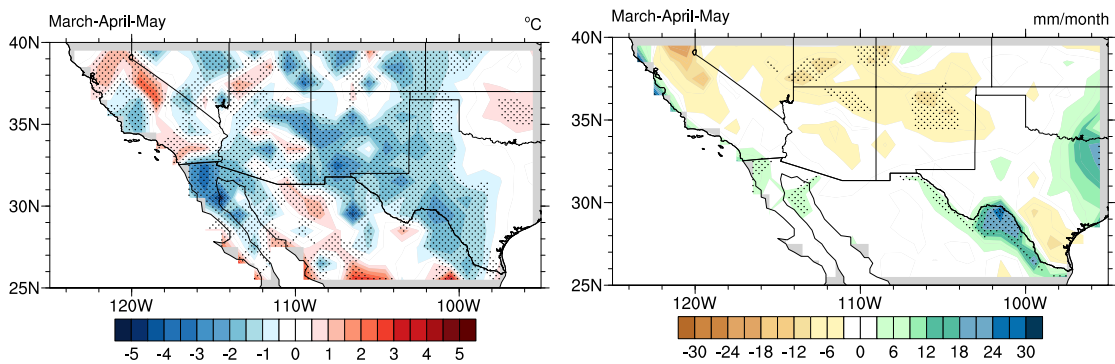 March-April-May °C
40N
35N
30N
25N
120W 110W 100W
-5 -4 -3 -2 -1 0 1 2 3 4 5
March-April-May mm/month
40N
35N
30N
25N
120W 110W 100W
-30 -24 -18 -12 -6 0 6 12 18 24 30